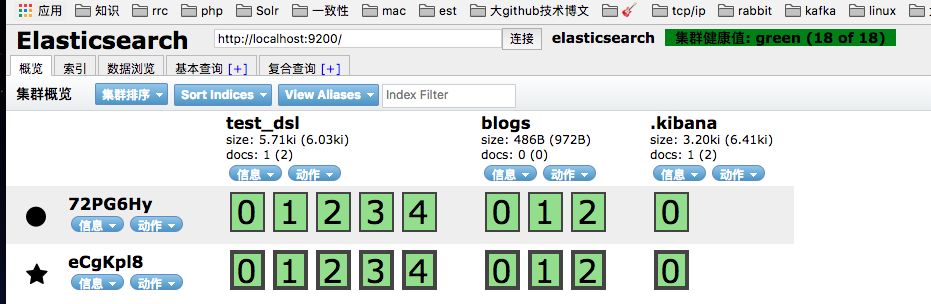 应用 知识 rrc php Solr 一致性 mac est 大github技术博文 🎸 tcp/ip rabbit kafka linux
Elasticsearch http://localhost:9200/ 连接 elasticsearch 集群健康值: green (18 of 18)
概览 索引 数据浏览 基本查询 [+] 复合查询 [+]
集群概览 集群排序 Sort Indices View Aliases Index Filter
test_dsl blogs .kibana
size: 5.71ki (6.03ki) size: 486B (972B) size: 3.20ki (6.41ki)
docs: 1 (2) docs: 0 (0) docs: 1 (2)
信息 动作 信息 动作 信息 动作
72PG6Hy 0 1 2 3 4 0 1 2 0
信息 动作
eCgKpl8 0 1 2 3 4 0 1 2 0
信息 动作